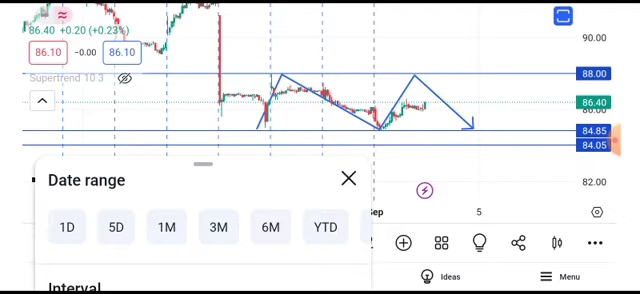 86.40 +0.20 (+0.23%)
86.10 −0.00 86.10
Supertrend 10 3
90.00
88.00
86.40
84.85
84.05
82.00
Date range
1D 5D 1M 3M 6M YTD
Sep 5
Interval
Ideas Menu